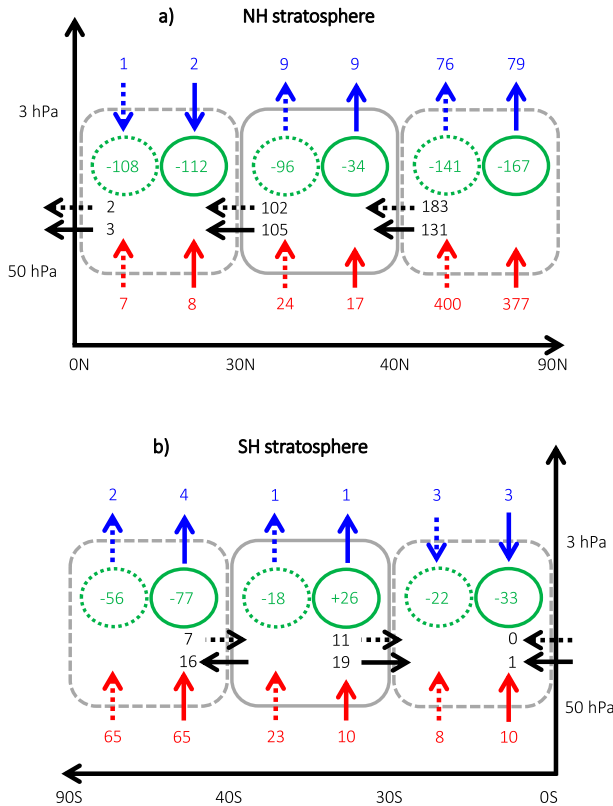 a) NH stratosphere
1 2 9 9 76 79
3 hPa
-108 -112 -96 -34 -141 -167
2 102 183
3 105 131
50 hPa
7 8 24 17 400 377
0N 30N 40N 90N
b) SH stratosphere
2 4 1 1 3 3
3 hPa
-56 -77 -18 +26 -22 -33
7 11 0
16 19 1
50 hPa
65 65 23 10 8 10
90S 40S 30S 0S